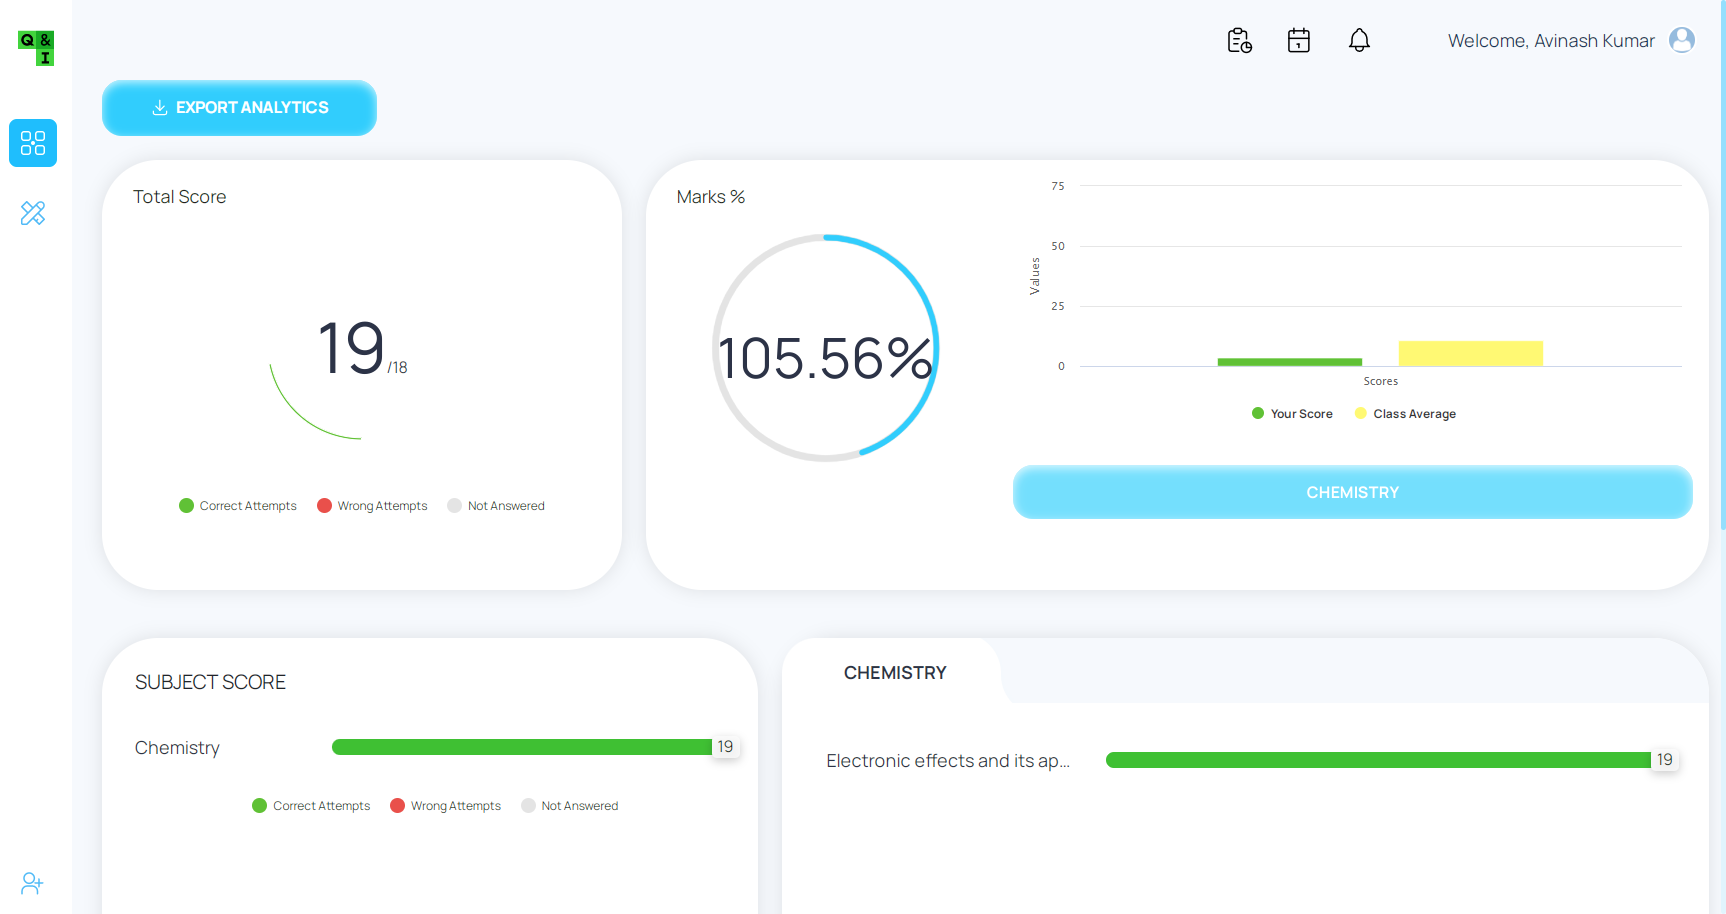 Q &
I
Welcome, Avinash Kumar
EXPORT ANALYTICS
Total Score
19/18
Correct Attempts Wrong Attempts Not Answered
Marks %
105.56%
75
50
25
0
Values
Scores
Your Score Class Average
CHEMISTRY
SUBJECT SCORE
Chemistry 19
Correct Attempts Wrong Attempts Not Answered
CHEMISTRY
Electronic effects and its ap... 19